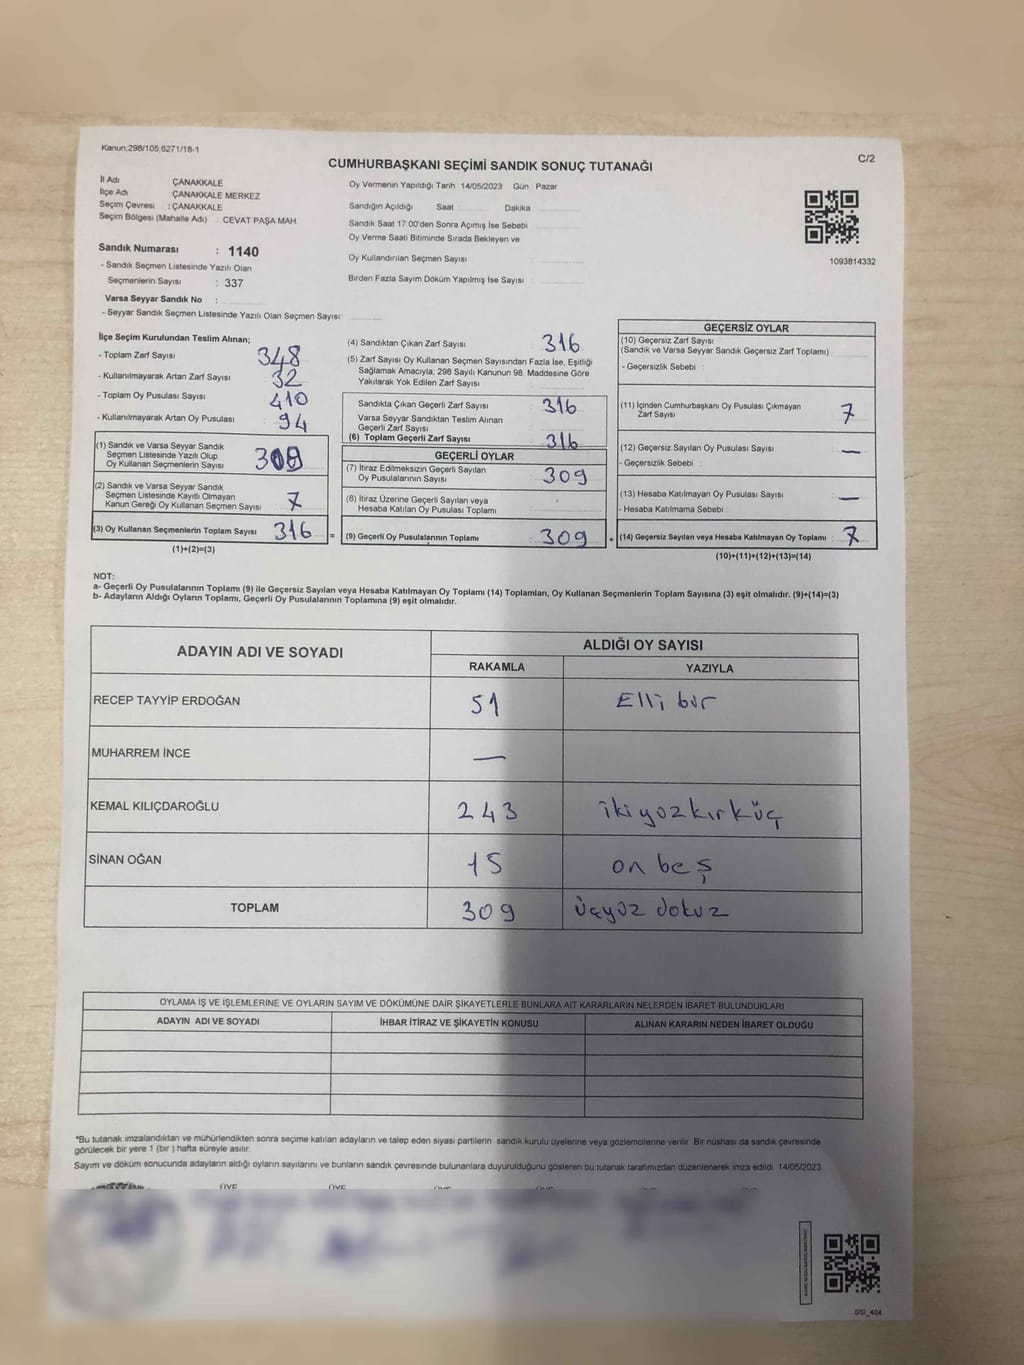 Kanun:298/105;6271/18-1
C/2
CUMHURBAŞKANI SEÇİMİ SANDIK SONUÇ TUTANAĞI
İl Adı ÇANAKKALE
İlçe Adı ÇANAKKALE MERKEZ
Seçim Çevresi : ÇANAKKALE
Seçim Bölgesi (Mahalle Adı) : CEVAT PAŞA MAH
Sandık Numarası : 1140
- Sandık Seçmen Listesinde Yazılı Olan
Seçmenlerin Sayısı : 337
Varsa Seyyar Sandık No :
- Seyyar Sandık Seçmen Listesinde Yazılı Olan Seçmen Sayısı:
Oy Vermenin Yapıldığı Tarih 14/05/2023 Gün : Pazar
Sandığın Açıldığı Saat Dakika
Sandık Saat 17:00'den Sonra Açımış İse Sebebi
Oy Verme Saati Bitiminde Sırada Bekleyen ve
Oy Kullandırılan Seçmen Sayısı :
Birden Fazla Sayım Döküm Yapılmış İse Sayısı :
1093814332
İlçe Seçim Kurulundan Teslim Alınan;
- Toplam Zarf Sayısı 348
- Kullanılmayarak Artan Zarf Sayısı 32
- Toplam Oy Pusulası Sayısı 410
- Kullanılmayarak Artan Oy Pusulası 94
(1) Sandık ve Varsa Seyyar Sandık
Seçmen Listesinde Yazılı Olup
Oy Kullanan Seçmenlerin Sayısı 309
(2) Sandık ve Varsa Seyyar Sandık
Seçmen Listesinde Kayıtlı Olmayan
Kanun Gereği Oy Kullanan Seçmen Sayısı 7
(3) Oy Kullanan Seçmenlerin Toplam Sayısı 316 =
(1)+(2)=(3)
(4) Sandıktan Çıkan Zarf Sayısı 316
(5) Zarf Sayısı Oy Kullanan Seçmen Sayısından Fazla İse, Eşitliği
Sağlamak Amacıyla, 298 Sayılı Kanunun 98. Maddesine Göre
Yakılarak Yok Edilen Zarf Sayısı
Sandıkta Çıkan Geçerli Zarf Sayısı 316
Varsa Seyyar Sandıktan Teslim Alınan
Geçerli Zarf Sayısı
(6) Toplam Geçerli Zarf Sayısı 316
GEÇERLİ OYLAR
(7) İtiraz Edilmeksizin Geçerli Sayılan
Oy Pusulalarının Sayısı 309
(8) İtiraz Üzerine Geçerli Sayılan veya
Hesaba Katılan Oy Pusulası Toplamı
(9) Geçerli Oy Pusulalarının Toplamı : 309 +
GEÇERSİZ OYLAR
(10) Geçersiz Zarf Sayısı
(Sandık ve Varsa Seyyar Sandık Geçersiz Zarf Toplamı)
- Geçersizlik Sebebi :
(11) İçinden Cumhurbaşkanı Oy Pusulası Çıkmayan
Zarf Sayısı 7
(12) Geçersiz Sayılan Oy Pusulası Sayısı : —
- Geçersizlik Sebebi :
(13) Hesaba Katılmayan Oy Pusulası Sayısı : —
- Hesaba Katılmama Sebebi :
(14) Geçersiz Sayılan veya Hesaba Katılmayan Oy Toplamı : 7
(10)+(11)+(12)+(13)=(14)
NOT:
a- Geçerli Oy Pusulalarının Toplamı (9) ile Geçersiz Sayılan veya Hesaba Katılmayan Oy Toplamı (14) Toplamları, Oy Kullanan Seçmenlerin Toplam Sayısına (3) eşit olmalıdır. (9)+(14)=(3)
b- Adayların Aldığı Oyların Toplamı, Geçerli Oy Pusulalarının Toplamına (9) eşit olmalıdır.
ADAYIN ADI VE SOYADI ALDIĞI OY SAYISI
RAKAMLA YAZIYLA
RECEP TAYYİP ERDOĞAN 51 Elli bir
MUHARREM İNCE —
KEMAL KILIÇDAROĞLU 243 ikiyüzkırküç
SİNAN OĞAN 15 on beş
TOPLAM 309 üçyüz dokuz
OYLAMA İŞ VE İŞLEMLERİNE VE OYLARIN SAYIM VE DÖKÜMÜNE DAİR ŞİKAYETLERLE BUNLARA AİT KARARLARIN NELERDEN İBARET BULUNDUKLARI
ADAYIN ADI VE SOYADI İHBAR İTİRAZ VE ŞİKAYETİN KONUSU ALINAN KARARIN NEDEN İBARET OLDUĞU
*Bu tutanak imzalandıktan ve mühürlendikten sonra seçime katılan adayların ve talep eden siyasi partilerin sandık kurulu üyelerine veya gözlemcilerine verilir. Bir nüshası da sandık çevresinde
görülecek bir yere 1 (bir ) hafta süreyle asılır.
Sayım ve döküm sonucunda adayların aldığı oyların sayılarını ve bunların sandık çevresinde bulunanlara duyurulduğunu gösteren bu tutanak tarafımızdan düzenlenerek imza edildi. 14/05/2023
ÜYE ÜYE
SSI_404